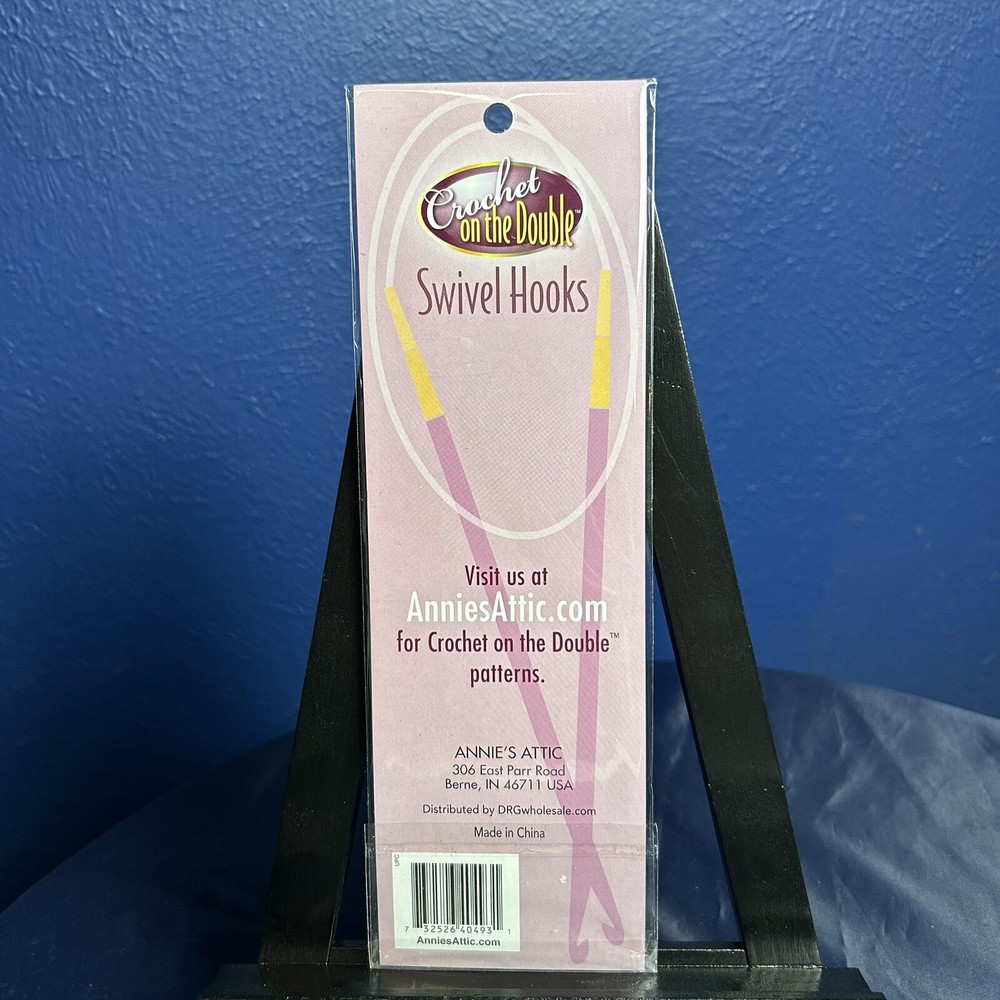 Crochet
on the Double™
Swivel Hooks
Visit us at
AnniesAttic.com
for Crochet on the Double™
patterns.
ANNIE'S ATTIC
306 East Parr Road
Berne, IN 46711 USA
Distributed by DRGwholesale.com
Made in China
UPC
7 32526 40493 1
AnniesAttic.com